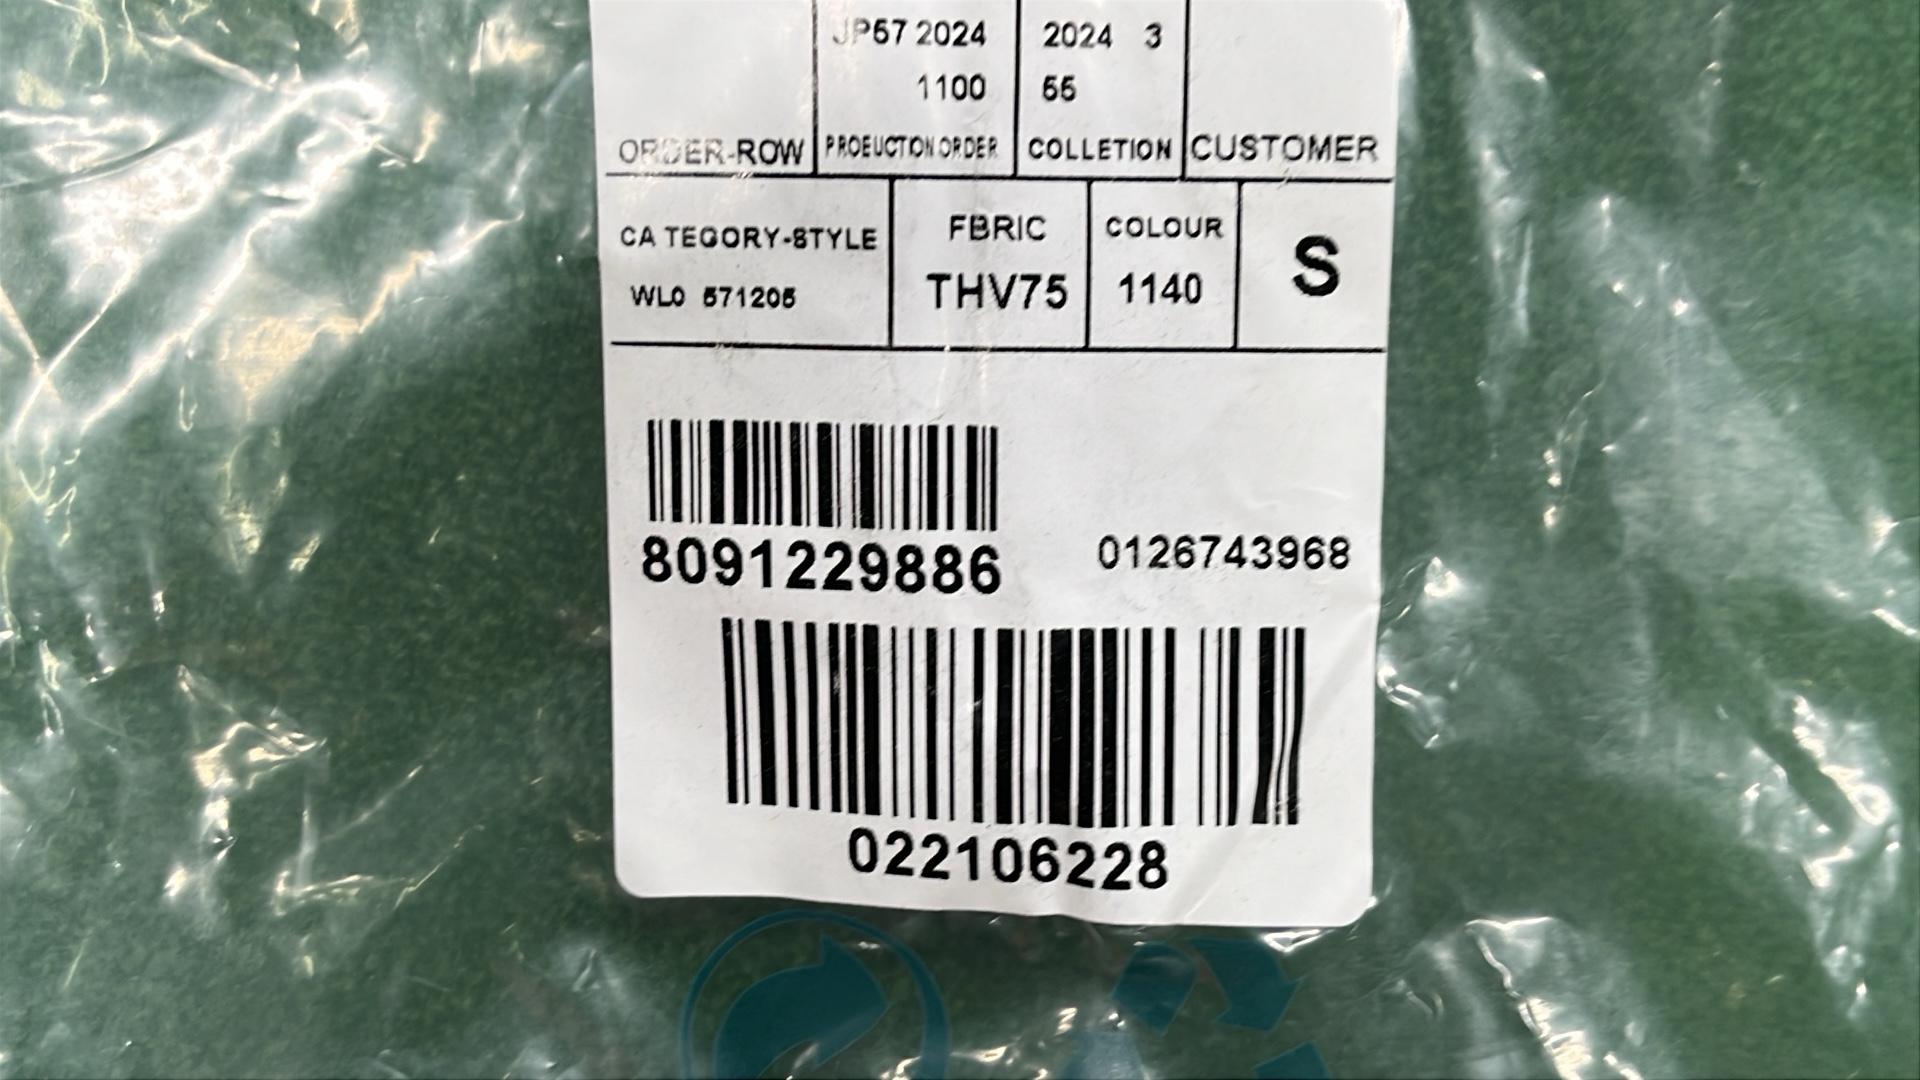 JP57 2024
1100
2024 3
55
ORDER-ROW
PROEUCTION ORDER
COLLETION
CUSTOMER
CA TEGORY-STYLE
WL0 571205
FBRIC
THV75
COLOUR
1140
S
8091229886
0126743968
022106228